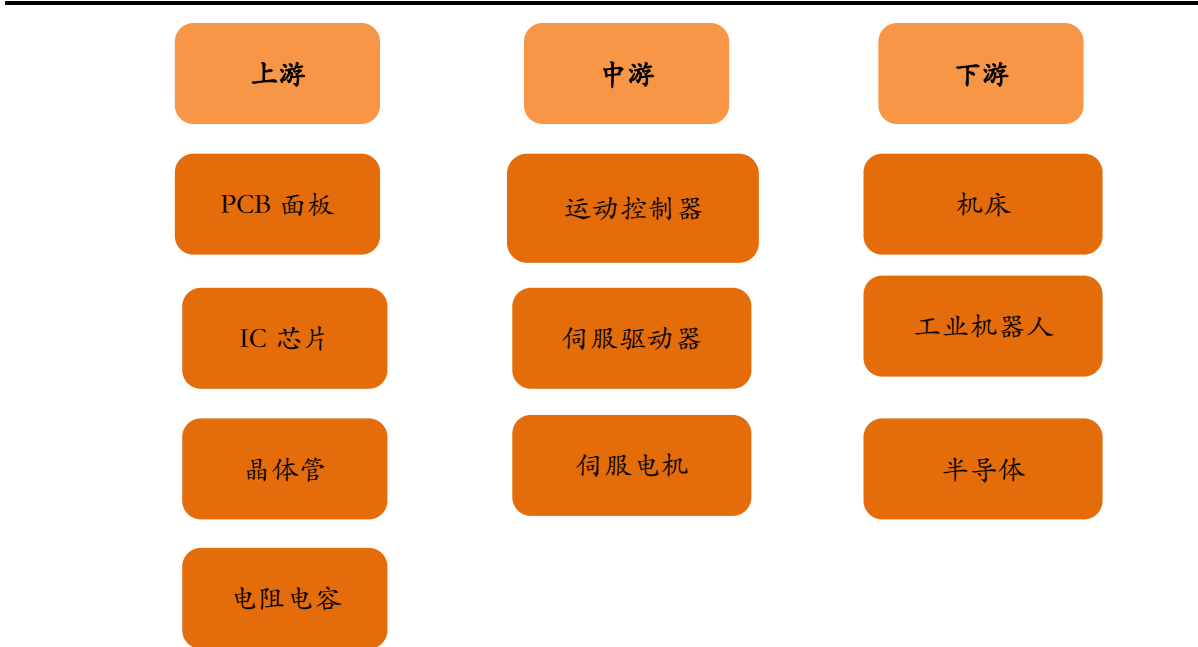 上游
中游
下游
PCB 面板
运动控制器
机床
IC 芯片
伺服驱动器
工业机器人
晶体管
伺服电机
半导体
电阻电容